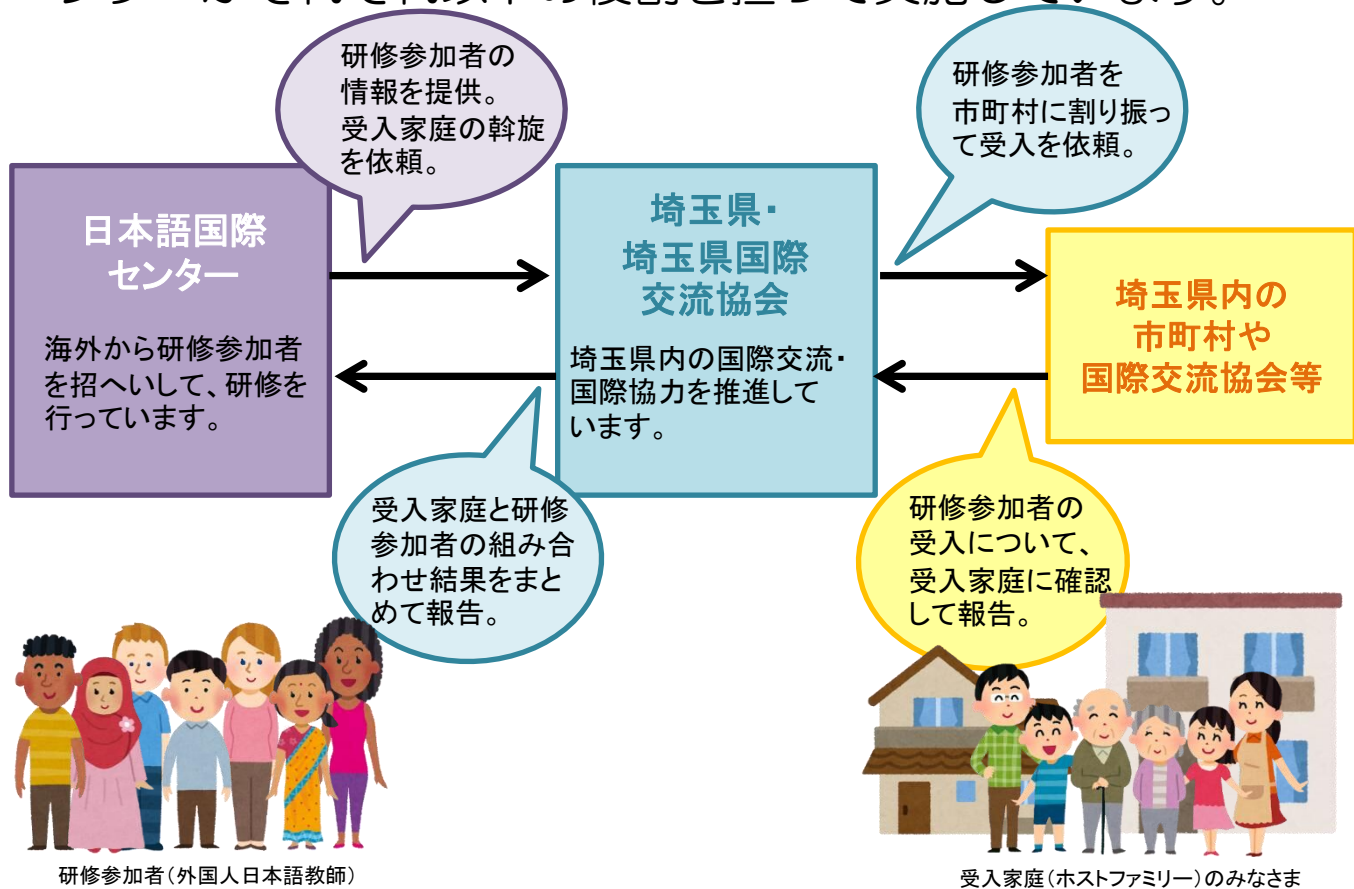 研修参加者の
情報を提供。
受入家庭の斡旋
を依頼。
研修参加者を
市町村に割り振っ
て受入を依頼。
日本語国際
センター
海外から研修参加者
を招へいして、研修を
行っています。
埼玉県・
埼玉県国際
交流協会
埼玉県内の国際交流・
国際協力を推進して
います。
埼玉県内の
市町村や
国際交流協会等
受入家庭と研修
参加者の組み合
わせ結果をまと
めて報告。
研修参加者の
受入について、
受入家庭に確認
して報告。
研修参加者（外国人日本語教師）
受入家庭（ホストファミリー）のみなさま